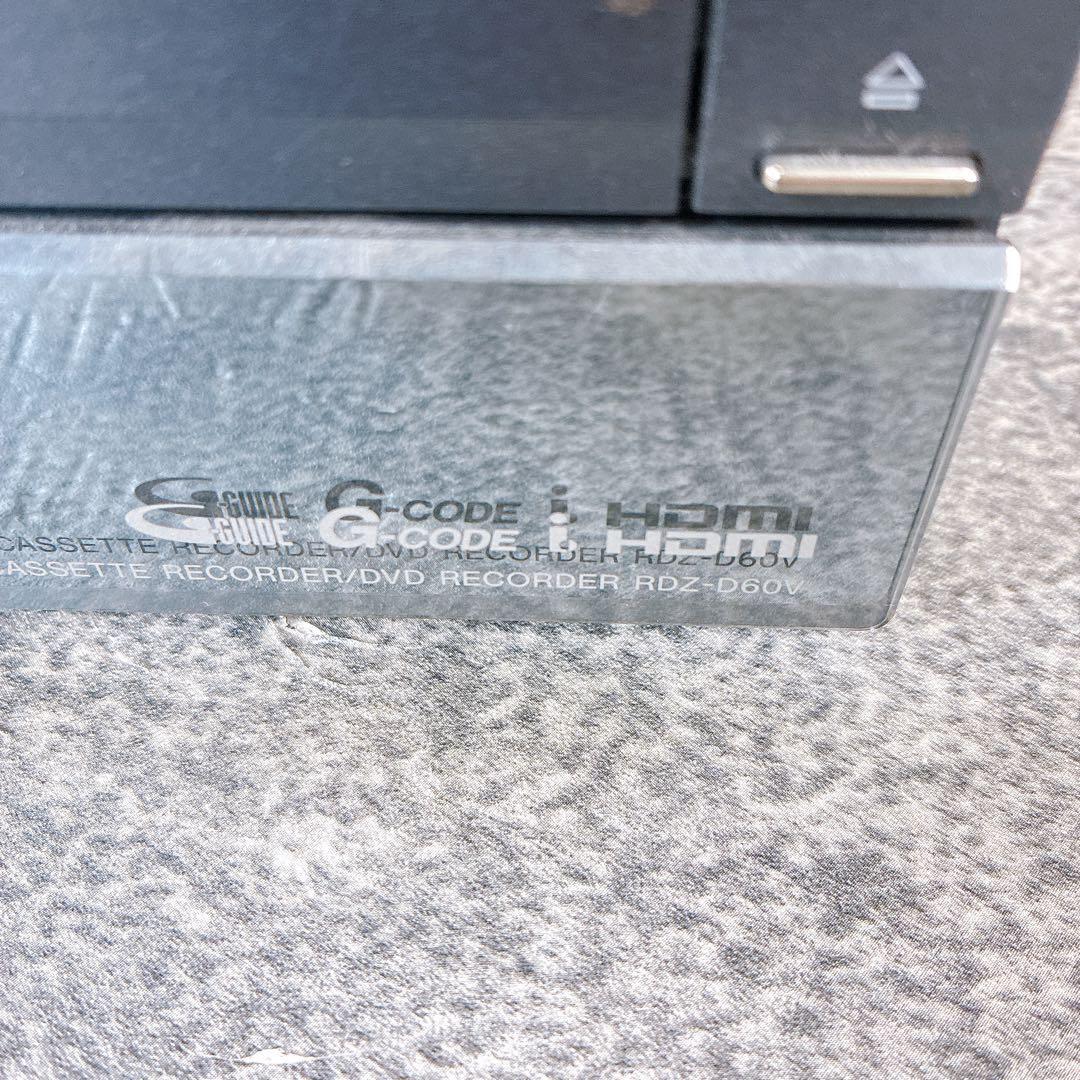 G-GUIDE G-CODE i. HDMI
CASSETTE RECORDER/DVD RECORDER RDZ-D60V